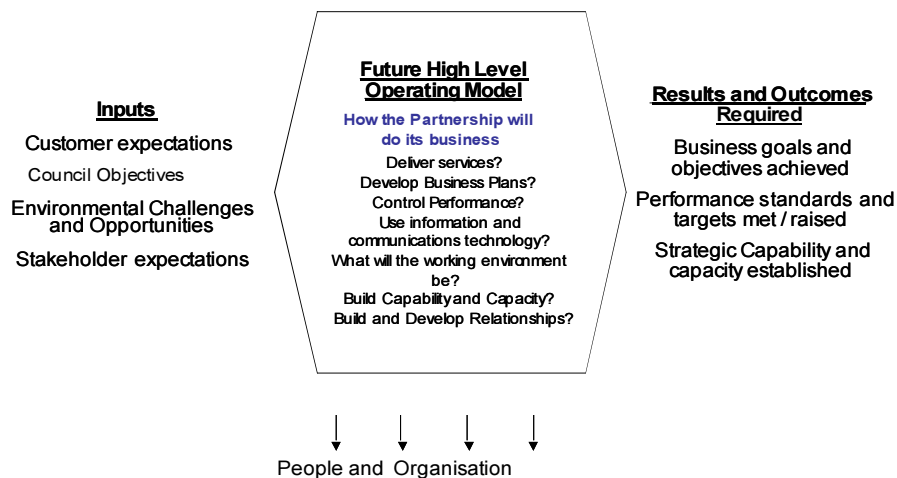 Inputs
Customer expectations
Council Objectives
Environmental Challenges
and Opportunities
Stakeholder expectations
Future High Level
Operating Model
How the Partnership will
do its business
Deliver services?
Develop Business Plans?
Control Performance?
Use information and
communications technology?
What will the working environment
be?
Build Capability and Capacity?
Build and Develop Relationships?
Results and Outcomes
Required
Business goals and
objectives achieved
Performance standards and
targets met / raised
Strategic Capability and
capacity established
People and Organisation